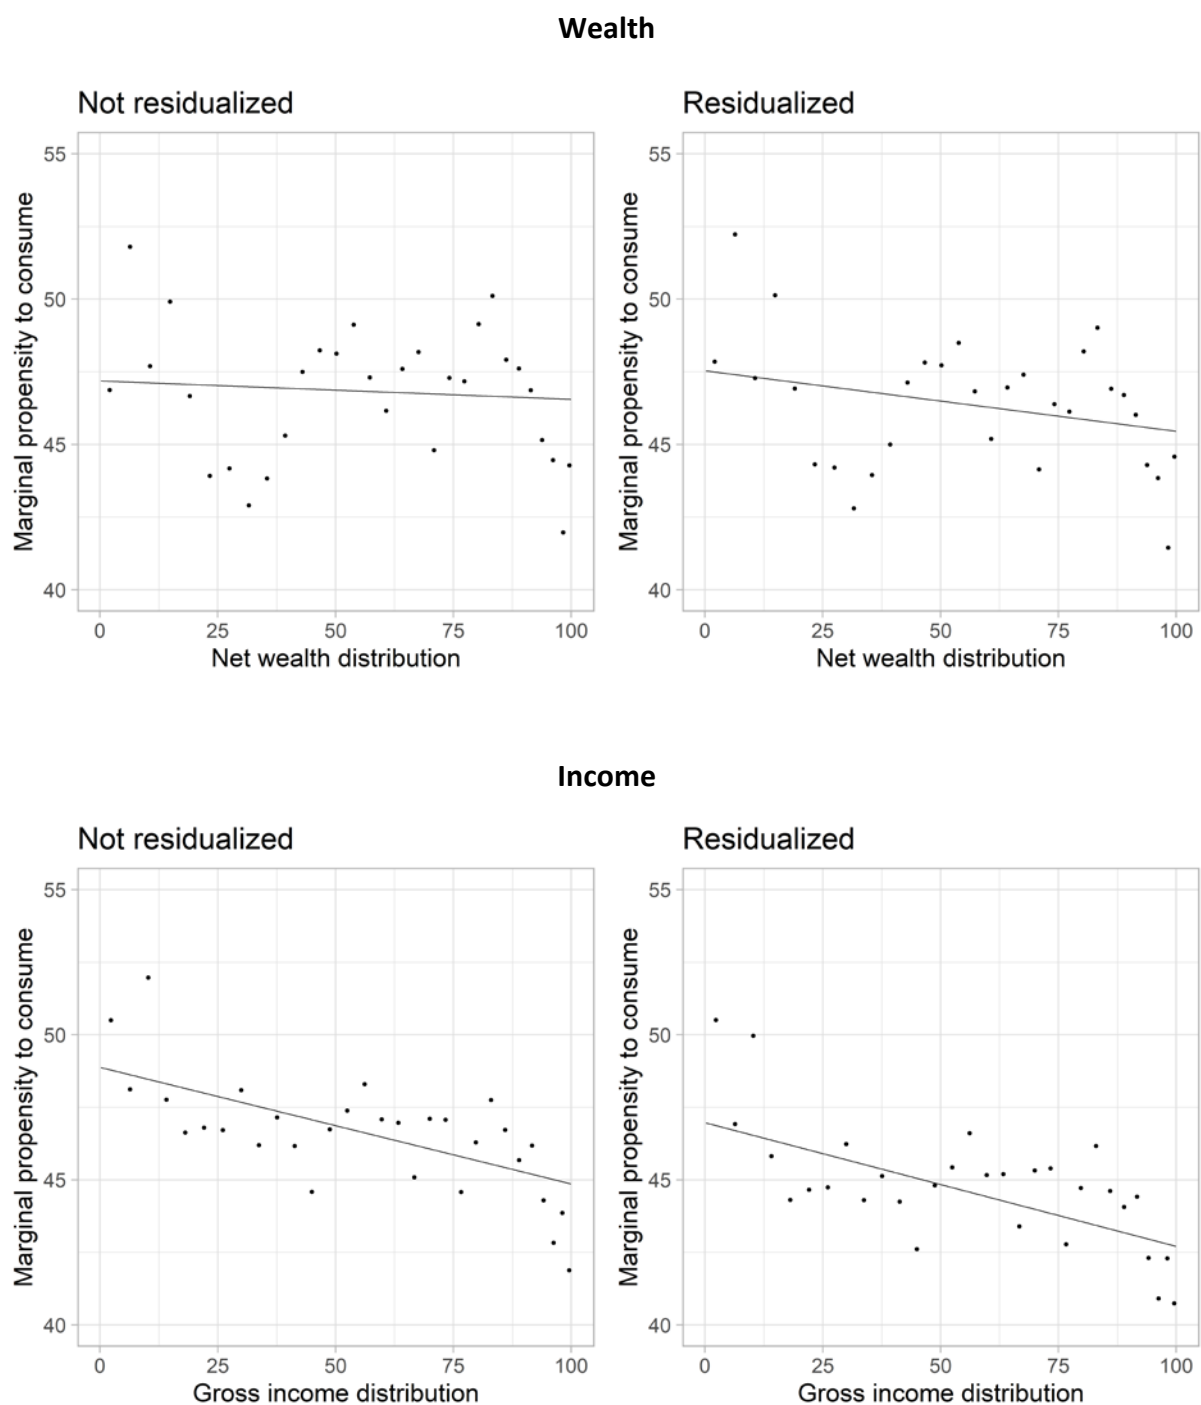 Wealth
Not residualized
Marginal propensity to consume
55
50
45
40
0 25 50 75 100
Net wealth distribution
Residualized
Marginal propensity to consume
55
50
45
40
0 25 50 75 100
Net wealth distribution
Income
Not residualized
Marginal propensity to consume
55
50
45
40
0 25 50 75 100
Gross income distribution
Residualized
Marginal propensity to consume
55
50
45
40
0 25 50 75 100
Gross income distribution